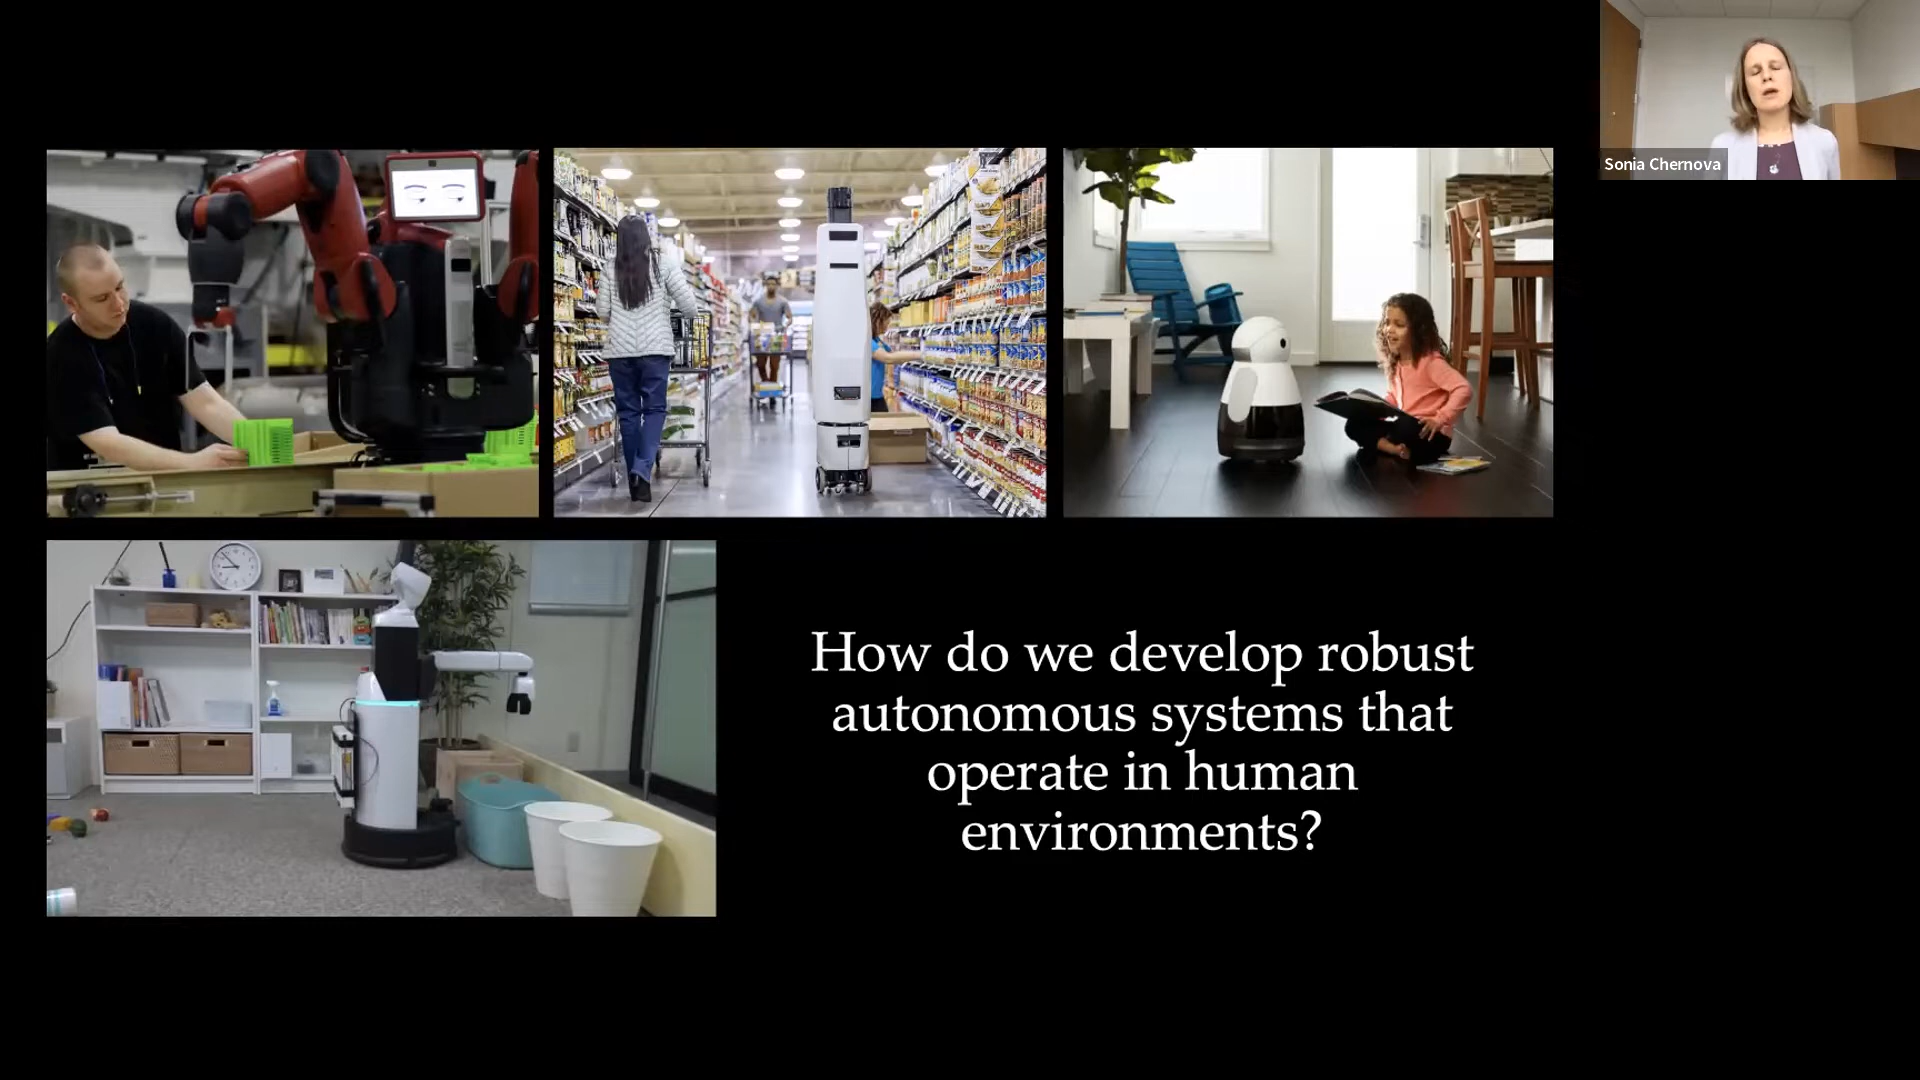 Sonia Chernova
How do we develop robust
autonomous systems that
operate in human
environments?